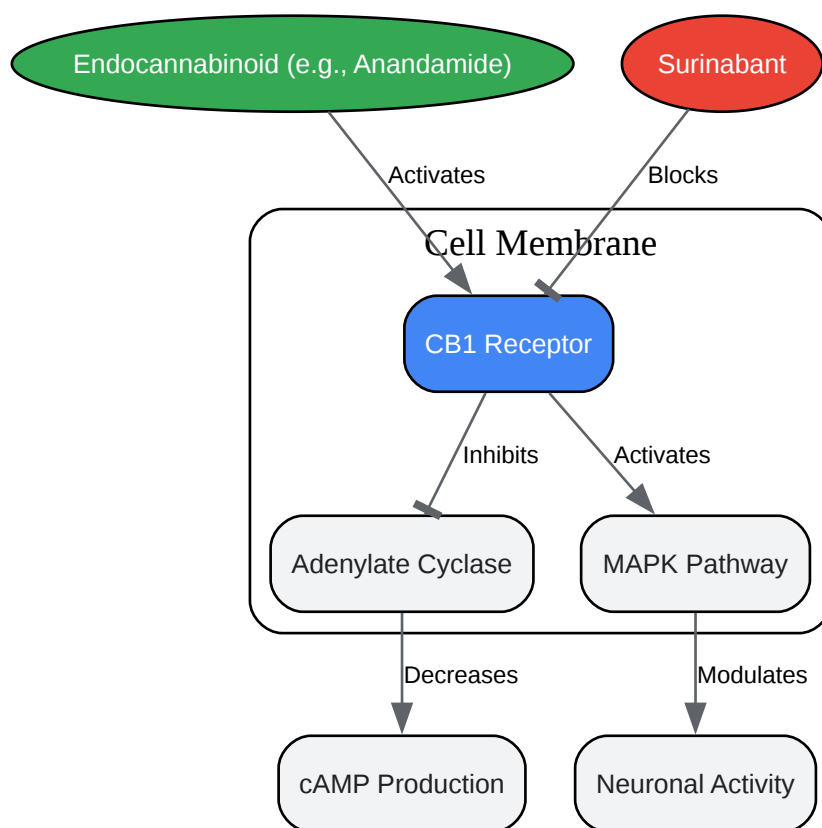 Endocannabinoid (e.g., Anandamide)
Surinabant
Activates
Blocks
Cell Membrane
CB1 Receptor
Inhibits
Activates
Adenylate Cyclase
MAPK Pathway
Decreases
Modulates
cAMP Production
Neuronal Activity